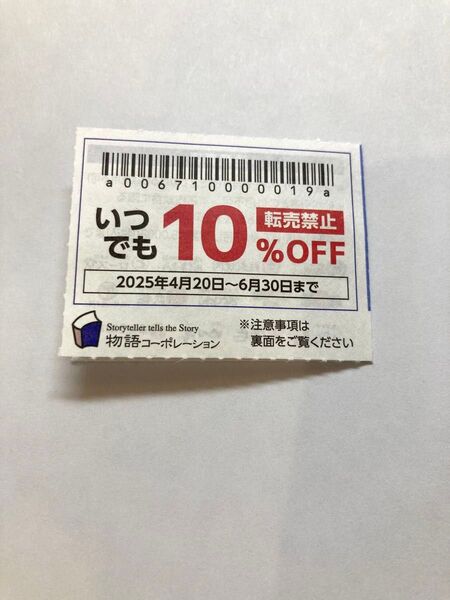 a006710000019a
いつでも
10%OFF
転売禁止
2025年4月20日～6月30日まで
Storyteller tells the Story
物語コーポレーション
※注意事項は
裏面をご覧ください